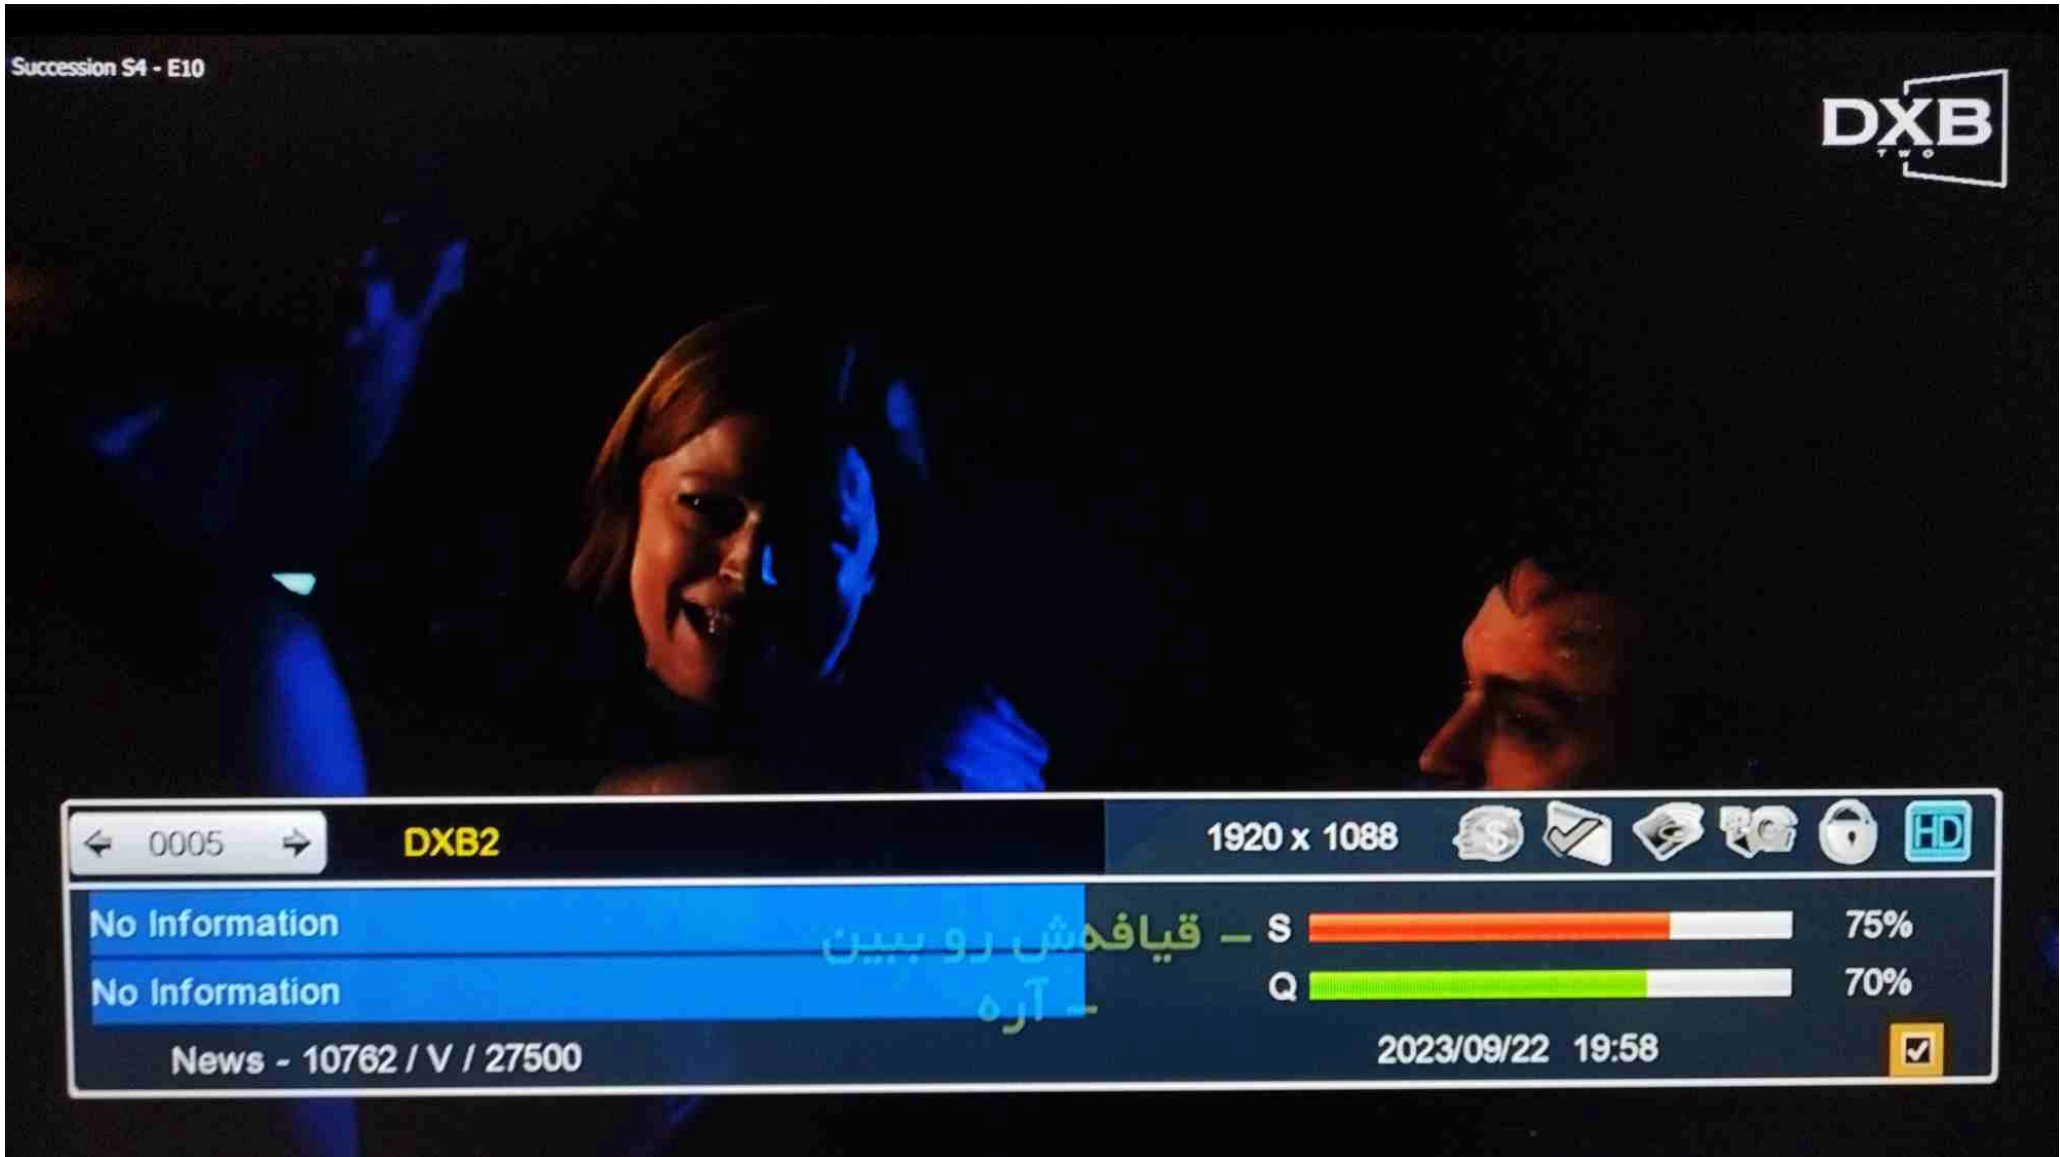 Succession S4 - E10
DXB
TWO
0005
DXB2
1920 x 1088
$
HD
No Information
- قیافه‌ش رو ببین
S
75%
No Information
- آره
Q
70%
News - 10762 / V / 27500
2023/09/22 19:58